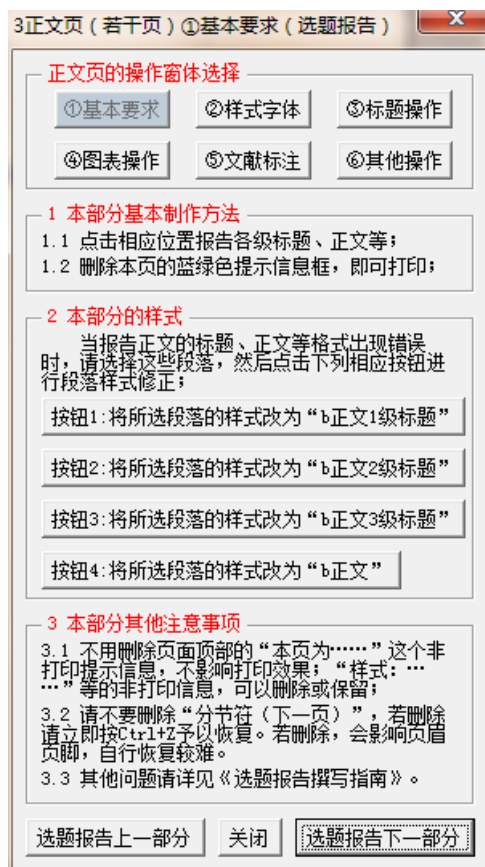 3正文页（若干页）①基本要求（选题报告）
正文页的操作窗体选择
①基本要求 ②样式字体 ③标题操作
④图表操作 ⑤文献标注 ⑥其他操作
1 本部分基本制作方法
1.1 点击相应位置报告各级标题、正文等；
1.2 删除本页的蓝绿色提示信息框，即可打印；
2 本部分的样式
当报告正文的标题、正文等格式出现错误
时，请选择这些段落，然后点击下列相应按钮进
行段落样式修正；
按钮1:将所选段落的样式改为“b正文1级标题”
按钮2:将所选段落的样式改为“b正文2级标题”
按钮3:将所选段落的样式改为“b正文3级标题”
按钮4:将所选段落的样式改为“b正文”
3 本部分其他注意事项
3.1 不用删除页面顶部的“本页为……”这个非
打印提示信息，不影响打印效果；“样式：…
…”等的非打印信息，可以删除或保留；
3.2 请不要删除“分节符（下一页）”，若删除
请立即按Ctrl+Z予以恢复。若删除，会影响页眉
页脚，自行恢复较难。
3.3 其他问题请详见《选题报告撰写指南》。
选题报告上一部分 关闭 选题报告下一部分